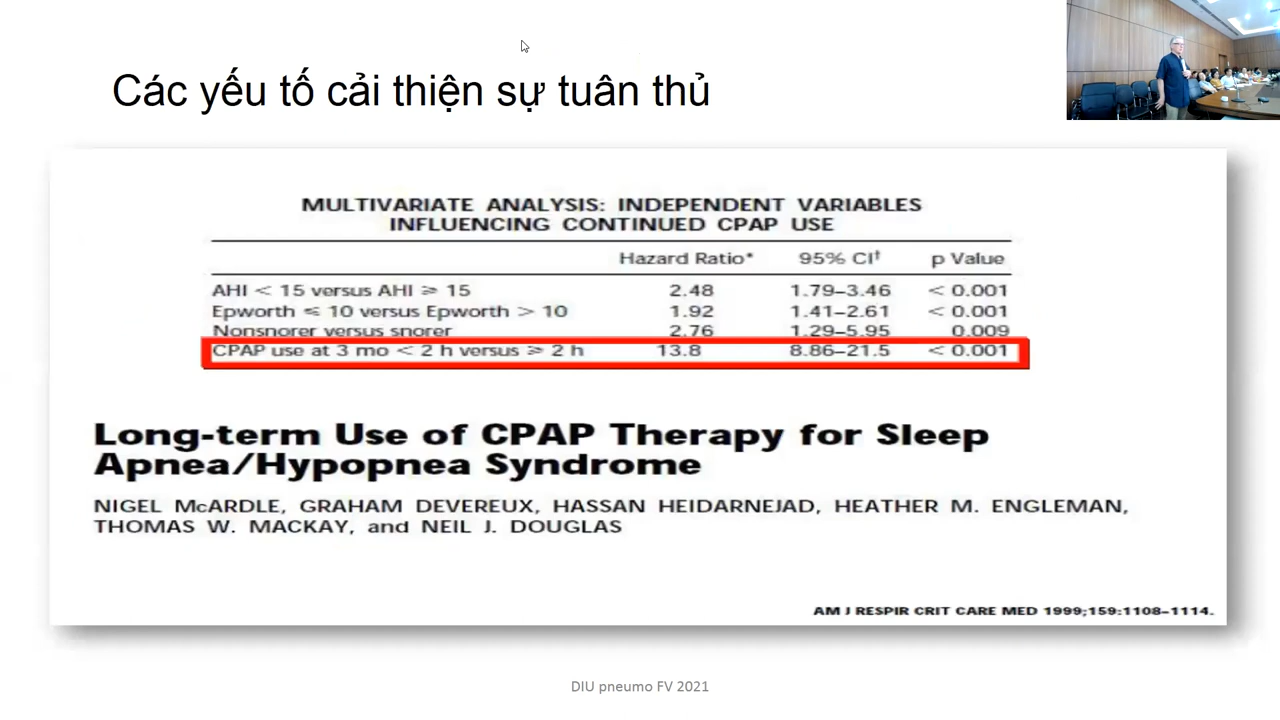 Các yếu tố cải thiện sự tuân thủ
MULTIVARIATE ANALYSIS: INDEPENDENT VARIABLES
INFLUENCING CONTINUED CPAP USE
Hazard Ratio* 95% CI† p Value
AHI < 15 versus AHI ≥ 15 2.48 1.79–3.46 < 0.001
Epworth ≤ 10 versus Epworth > 10 1.92 1.41–2.61 < 0.001
Nonsnorer versus snorer 2.76 1.29–5.95 0.009
CPAP use at 3 mo < 2 h versus ≥ 2 h 13.8 8.86–21.5 < 0.001
Long-term Use of CPAP Therapy for Sleep
Apnea/Hypopnea Syndrome
NIGEL McARDLE, GRAHAM DEVEREUX, HASSAN HEIDARNEJAD, HEATHER M. ENGLEMAN,
THOMAS W. MACKAY, and NEIL J. DOUGLAS
AM J RESPIR CRIT CARE MED 1999;159:1108–1114.
DIU pneumo FV 2021